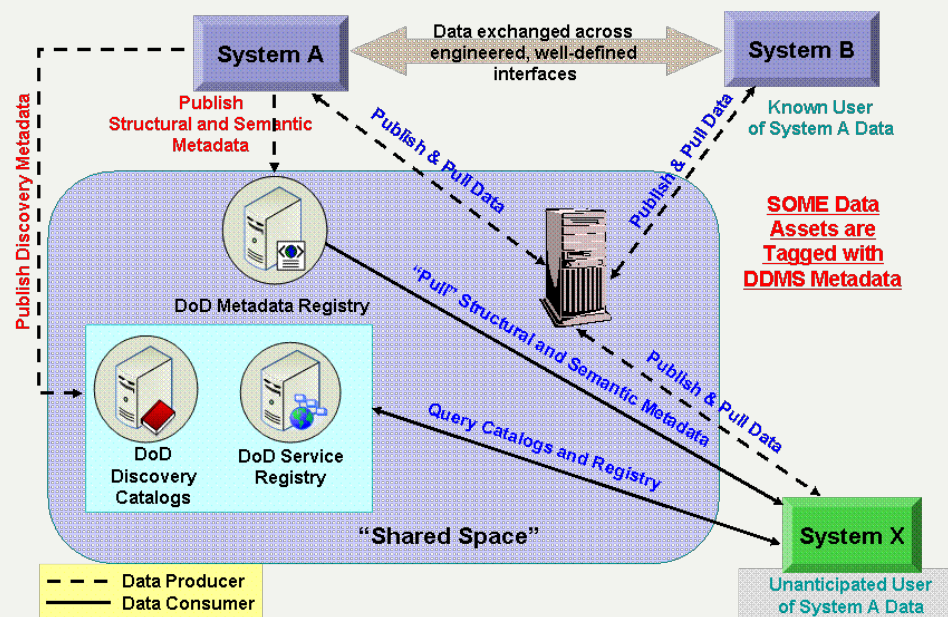 System A
Data exchanged across
engineered, well-defined
interfaces
System B
Publish
Structural and Semantic
Metadata
Known User
of System A Data
Publish Discovery Metadata
Publish & Pull Data
Publish & Pull Data
SOME Data
Assets are
Tagged with
DDMS Metadata
DoD Metadata Registry
"Pull" Structural and Semantic Metadata
Publish & Pull Data
Query Catalogs and Registry
DoD
Discovery
Catalogs
DoD Service
Registry
"Shared Space"
System X
Unanticipated User
of System A Data
Data Producer
Data Consumer